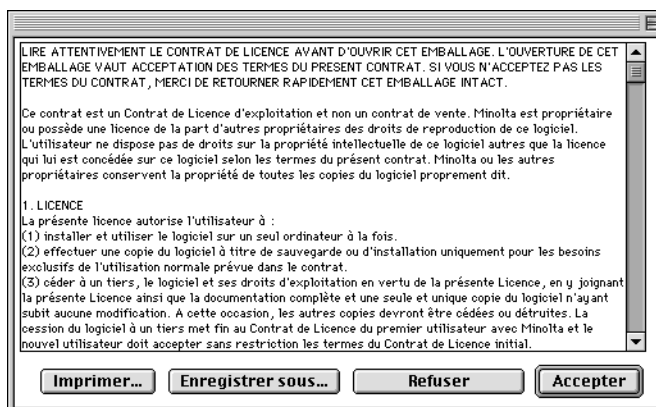 LIRE ATTENTIVEMENT LE CONTRAT DE LICENCE AVANT D'OUVRIR CET EMBALLAGE. L'OUVERTURE DE CET
EMBALLAGE VAUT ACCEPTATION DES TERMES DU PRESENT CONTRAT. SI VOUS N'ACCEPTEZ PAS LES
TERMES DU CONTRAT, MERCI DE RETOURNER RAPIDEMENT CET EMBALLAGE INTACT.
Ce contrat est un Contrat de Licence d'exploitation et non un contrat de vente. Minolta est propriétaire
ou possède une licence de la part d'autres propriétaires des droits de reproduction de ce logiciel.
L'utilisateur ne dispose pas de droits sur la propriété intellectuelle de ce logiciel autres que la licence
qui lui est concédée sur ce logiciel selon les termes du présent contrat. Minolta ou les autres
propriétaires conservent la propriété de toutes les copies du logiciel proprement dit.
1. LICENCE
La présente licence autorise l'utilisateur à :
(1) installer et utiliser le logiciel sur un seul ordinateur à la fois.
(2) effectuer une copie du logiciel à titre de sauvegarde ou d'installation uniquement pour les besoins
exclusifs de l'utilisation normale prévue dans le contrat.
(3) céder à un tiers, le logiciel et ses droits d'exploitation en vertu de la présente Licence, en y joignant
la présente Licence ainsi que la documentation complète et une seule et unique copie du logiciel n'ayant
subit aucune modification. A cette occasion, les autres copies devront être cédées ou détruites. La
cession du logiciel à un tiers met fin au Contrat de Licence du premier utilisateur avec Minolta et le
nouvel utilisateur doit accepter sans restriction les termes du Contrat de Licence initial.
Imprimer... Enregistrer sous... Refuser Accepter